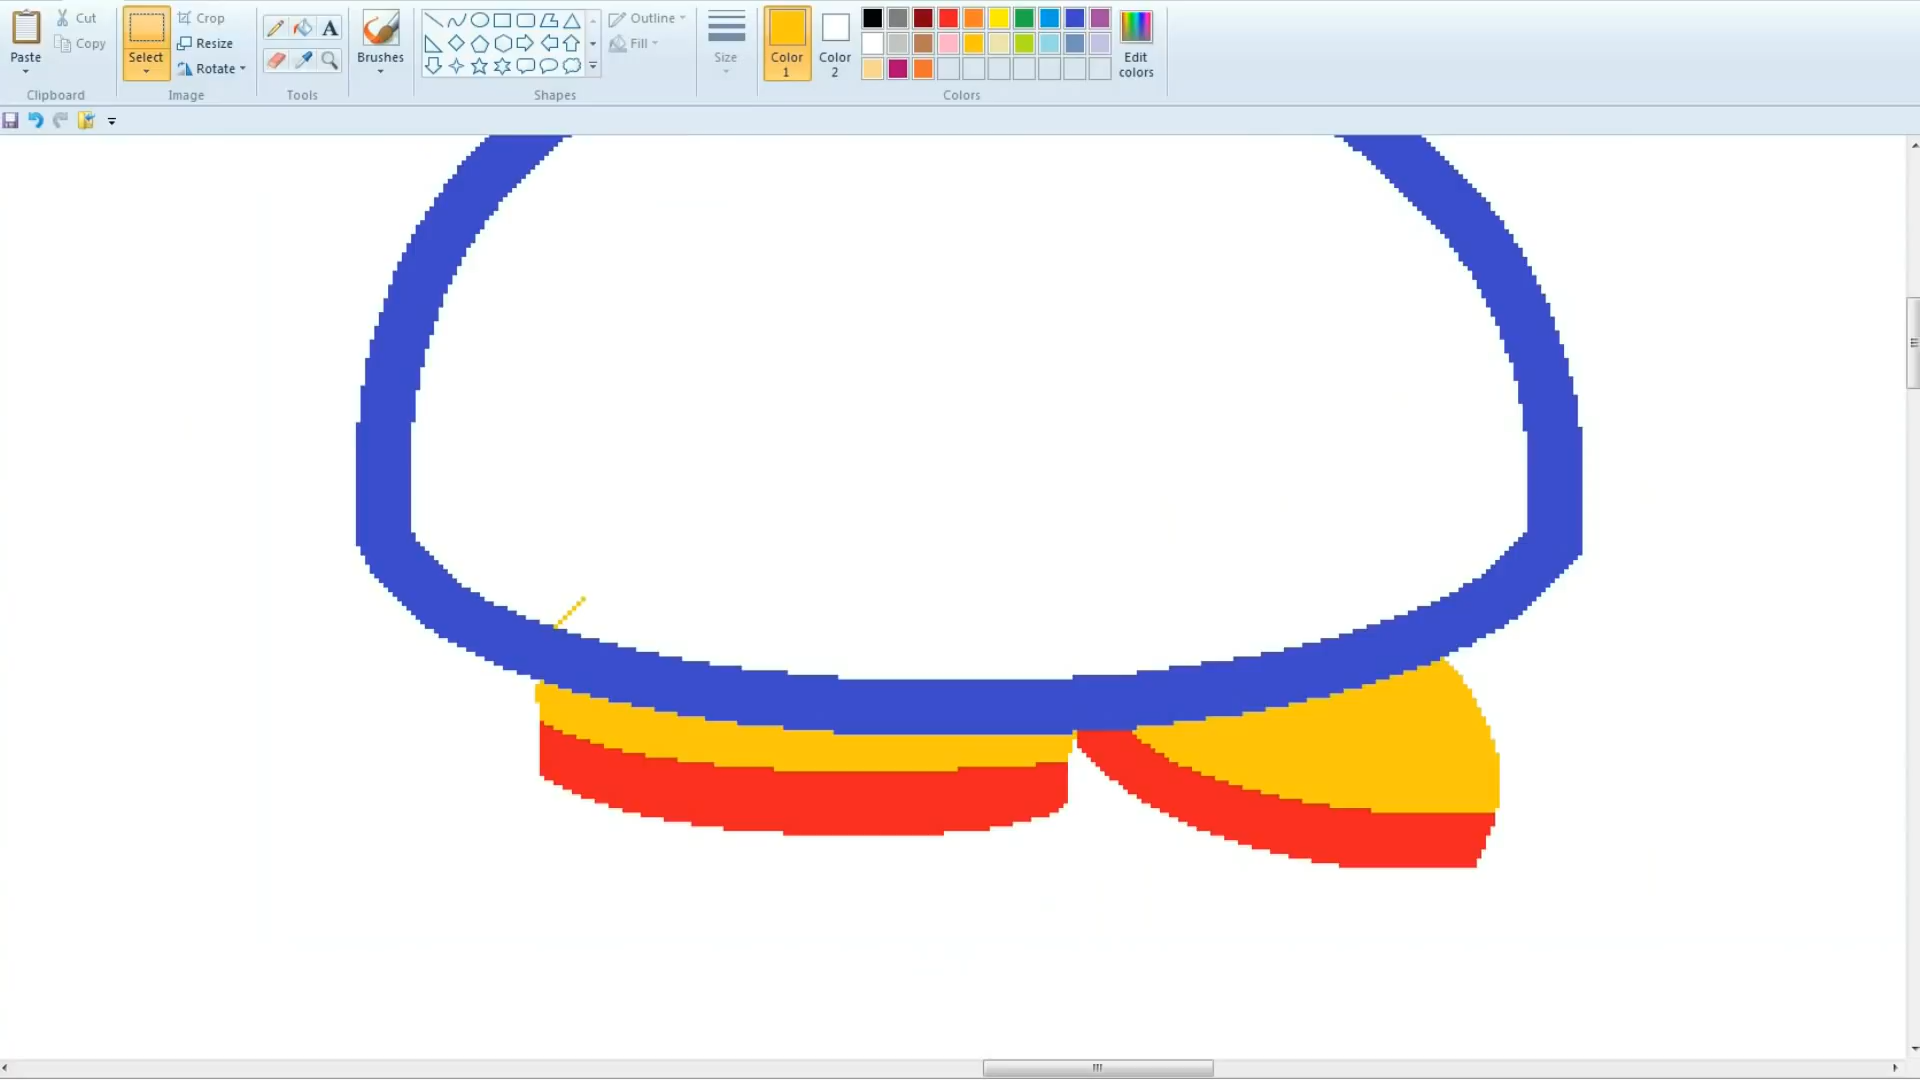 Paste
Cut
Copy
Clipboard
Select
Crop
Resize
Rotate
Image
A
Tools
Brushes
Shapes
Outline
Fill
Size
Color
1
Color
2
Edit
colors
Colors